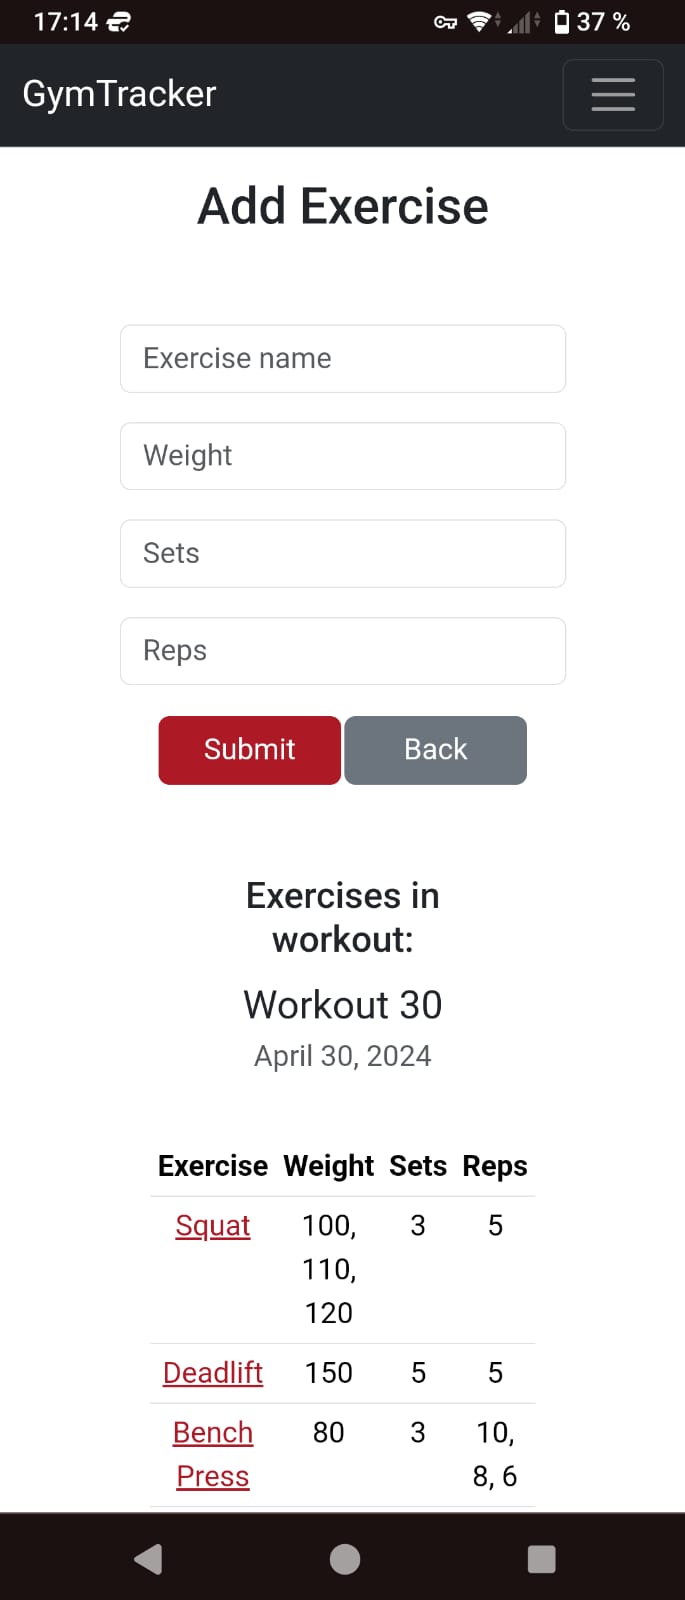 17:14 37 %
GymTracker
Add Exercise
Exercise name
Weight
Sets
Reps
Submit Back
Exercises in
workout:
Workout 30
April 30, 2024
Exercise Weight Sets Reps
Squat 100, 3 5
110,
120
Deadlift 150 5 5
Bench 80 3 10,
Press 8, 6